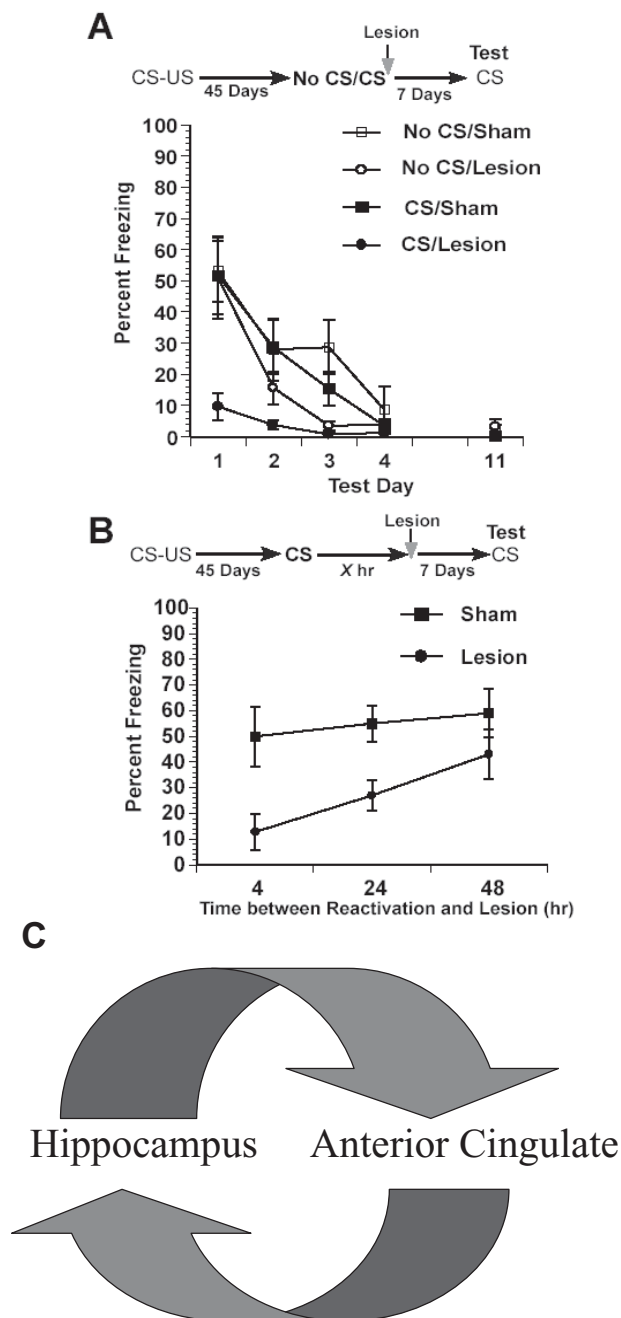 A
Lesion
Test
CS-US 45 Days No CS/CS 7 Days CS
100
90
80
70
60
50
40
30
20
10
0
Percent Freezing
No CS/Sham
No CS/Lesion
CS/Sham
CS/Lesion
1 2 3 4 11
Test Day
B
Lesion
Test
CS-US 45 Days CS X hr 7 Days CS
100
90
80
70
60
50
40
30
20
10
0
Percent Freezing
Sham
Lesion
4 24 48
Time between Reactivation and Lesion (hr)
C
Hippocampus Anterior Cingulate